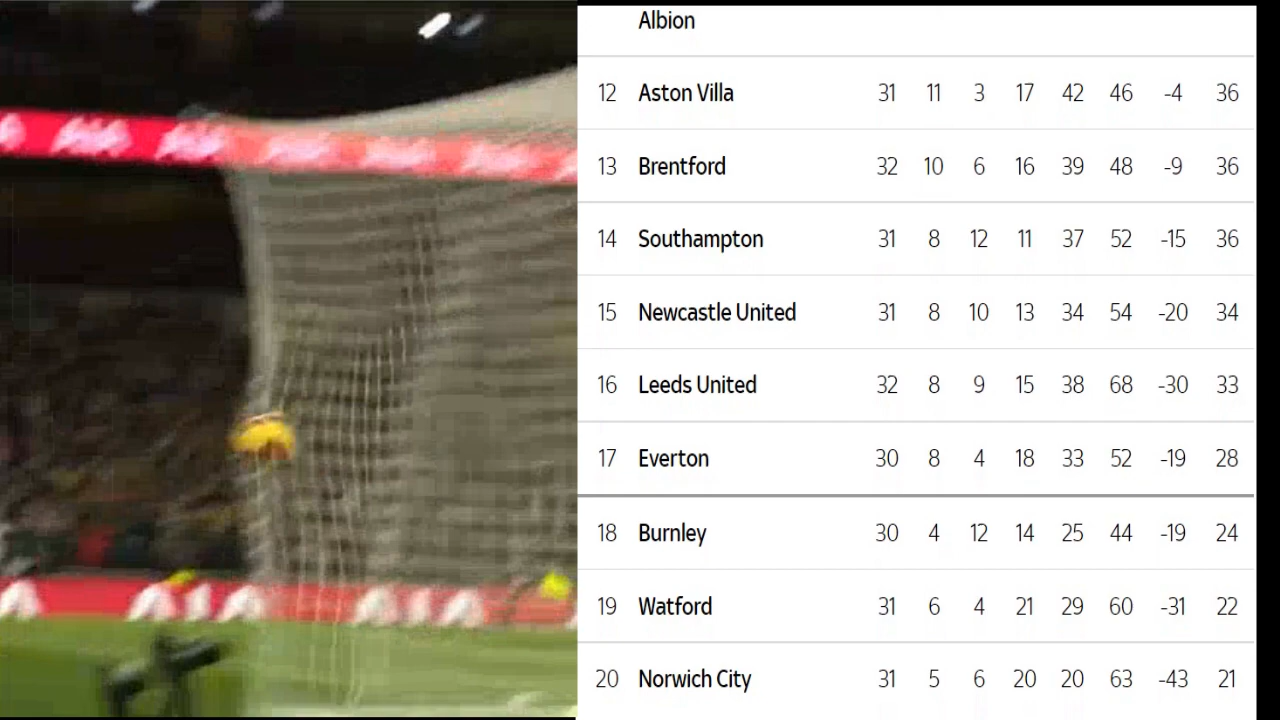 Albion
12 Aston Villa 31 11 3 17 42 46 -4 36
13 Brentford 32 10 6 16 39 48 -9 36
14 Southampton 31 8 12 11 37 52 -15 36
15 Newcastle United 31 8 10 13 34 54 -20 34
16 Leeds United 32 8 9 15 38 68 -30 33
17 Everton 30 8 4 18 33 52 -19 28
18 Burnley 30 4 12 14 25 44 -19 24
19 Watford 31 6 4 21 29 60 -31 22
20 Norwich City 31 5 6 20 20 63 -43 21